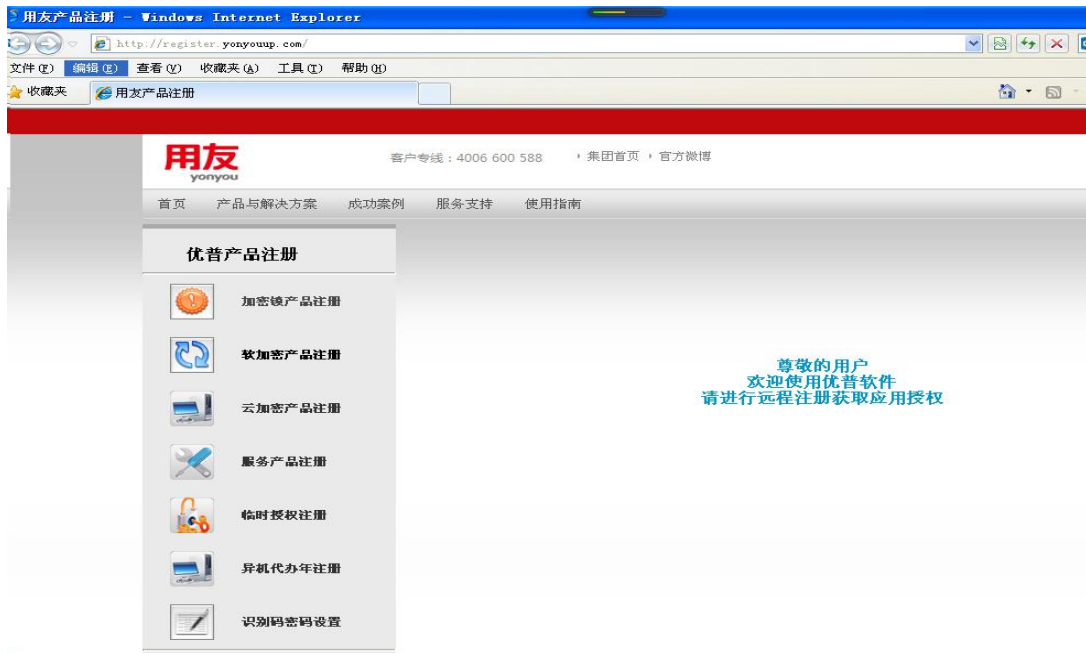 用友产品注册 - Windows Internet Explorer
http://register.yonyouup.com/
文件(F) 编辑(E) 查看(V) 收藏夹(A) 工具(T) 帮助(H)
收藏夹 用友产品注册
用友
yonyou
客户专线：4006 600 588 集团首页 官方微博
首页 产品与解决方案 成功案例 服务支持 使用指南
优普产品注册
加密镜产品注册
软加密产品注册
云加密产品注册
服务产品注册
临时授权注册
异机代办年注册
识别码密码设置
尊敬的用户
欢迎使用优普软件
请进行远程注册获取应用授权